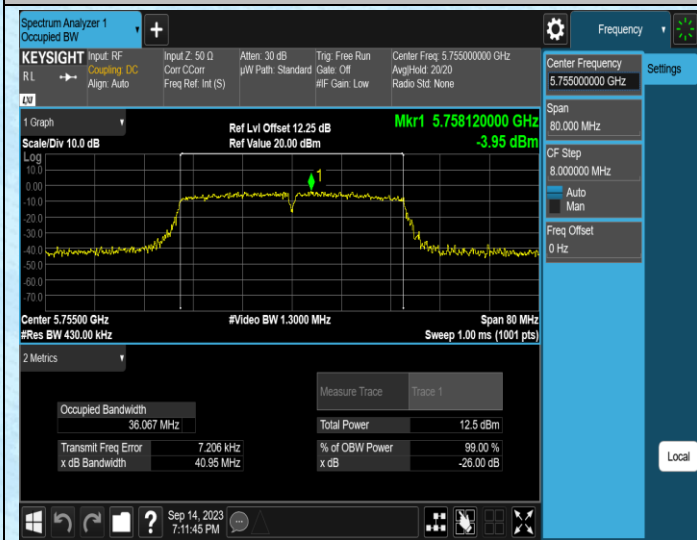 Spectrum Analyzer 1
Occupied BW
Frequency
KEYSIGHT
RL
LXI
Input: RF
Coupling: DC
Align: Auto
Input Z: 50 Ω
Corr CCorr
Freq Ref: Int (S)
Atten: 30 dB
µW Path: Standard
Trig: Free Run
Gate: Off
#IF Gain: Low
Center Freq: 5.755000000 GHz
Avg|Hold: 20/20
Radio Std: None
Center Frequency
5.755000000 GHz
Settings
Span
80.000 MHz
CF Step
8.000000 MHz
Auto
Man
Freq Offset
0 Hz
Local
1 Graph
Scale/Div 10.0 dB
Ref Lvl Offset 12.25 dB
Ref Value 20.00 dBm
Mkr1 5.758120000 GHz
-3.95 dBm
Log
10.0
0.00
-10.0
-20.0
-30.0
-40.0
-50.0
-60.0
-70.0
1
Center 5.75500 GHz
#Res BW 430.00 kHz
#Video BW 1.3000 MHz
Span 80 MHz
Sweep 1.00 ms (1001 pts)
2 Metrics
Measure Trace
Trace 1
Occupied Bandwidth
36.067 MHz
Total Power
12.5 dBm
Transmit Freq Error
7.206 kHz
% of OBW Power
99.00 %
x dB Bandwidth
40.95 MHz
x dB
-26.00 dB
?
Sep 14, 2023
7:11:45 PM